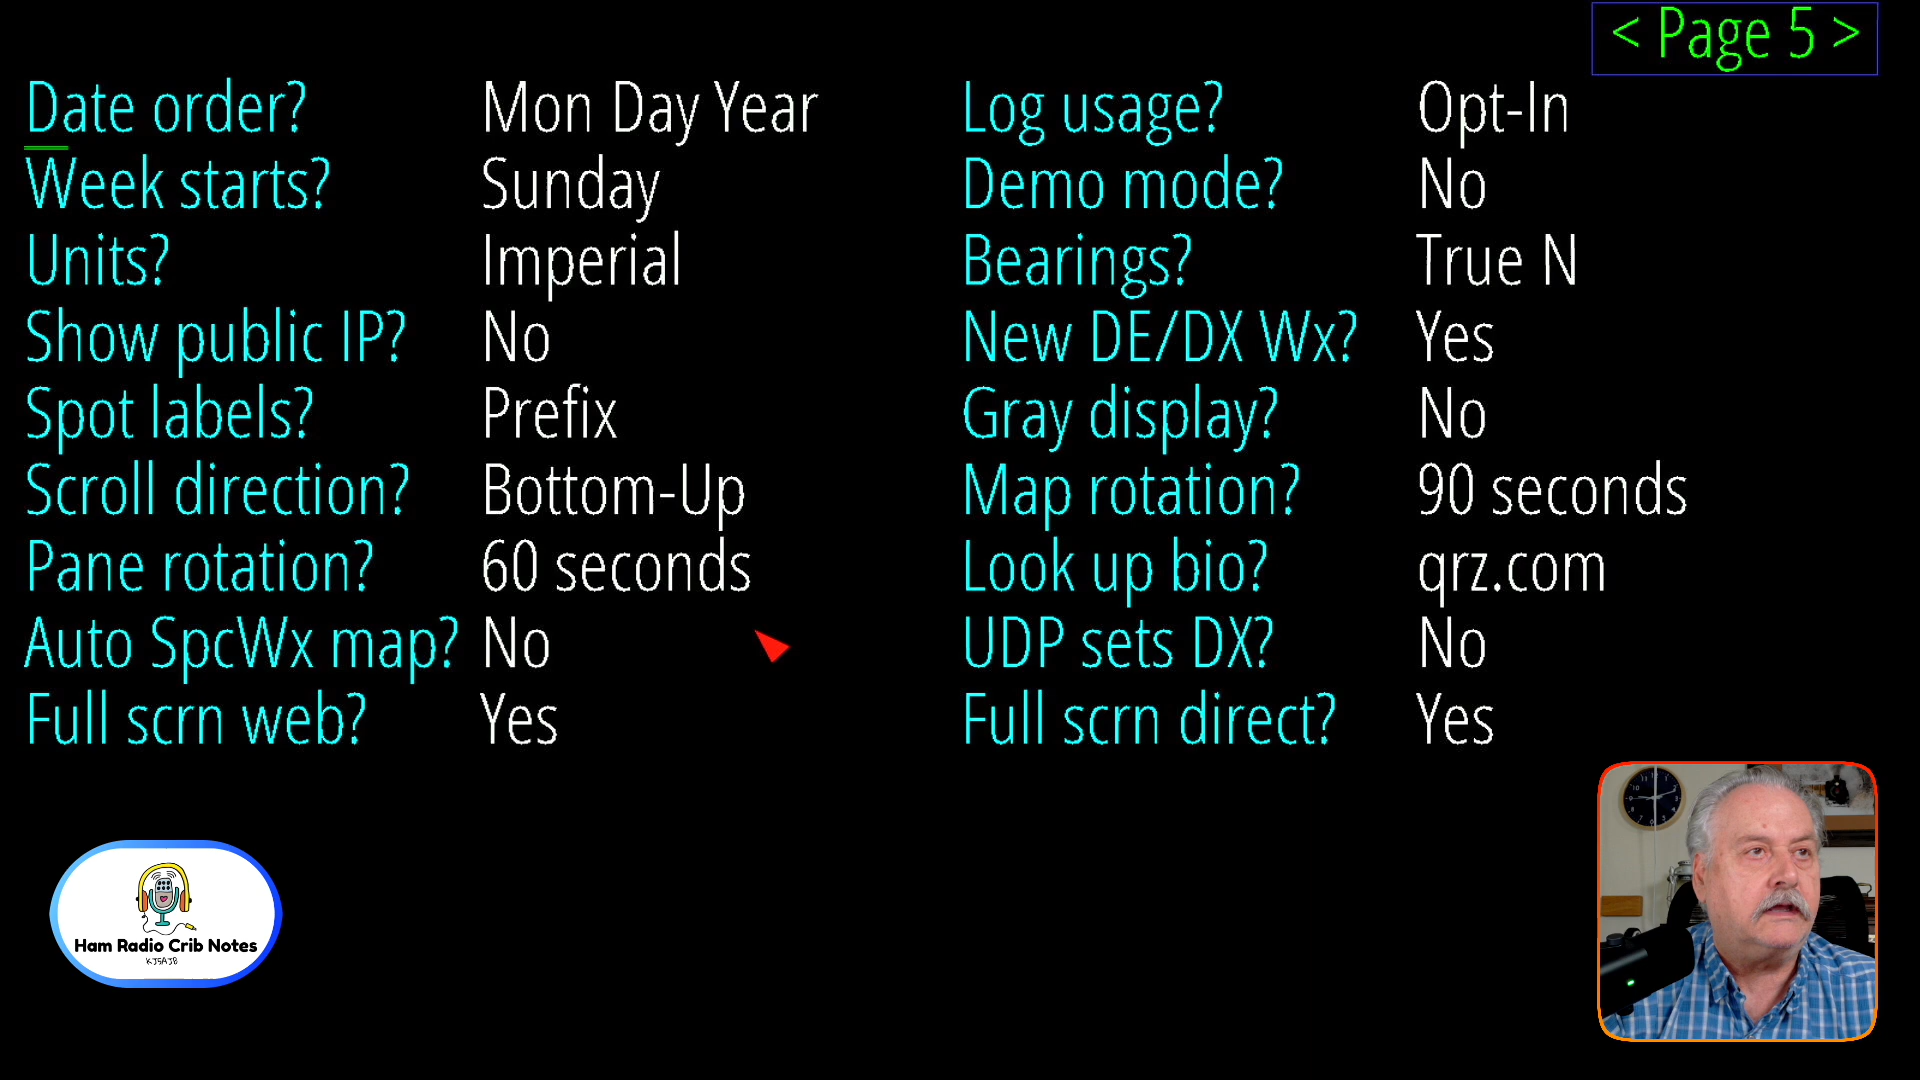 < Page 5 >
Date order? Mon Day Year
Week starts? Sunday
Units? Imperial
Show public IP? No
Spot labels? Prefix
Scroll direction? Bottom-Up
Pane rotation? 60 seconds
Auto SpcWx map? No
Full scrn web? Yes
Log usage? Opt-In
Demo mode? No
Bearings? True N
New DE/DX Wx? Yes
Gray display? No
Map rotation? 90 seconds
Look up bio? qrz.com
UDP sets DX? No
Full scrn direct? Yes
Ham Radio Crib Notes
KJ5AJB